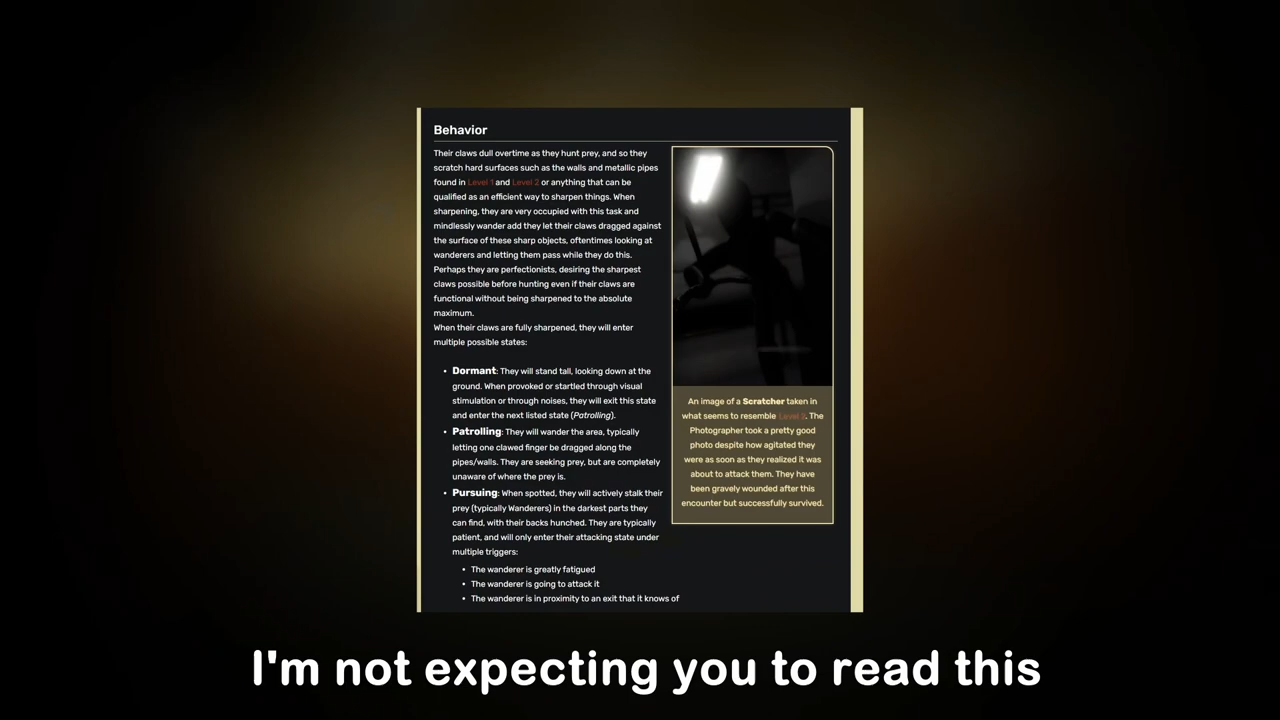 Behavior
Their claws dull overtime as they hunt prey, and so they
scratch hard surfaces such as the walls and metallic pipes
found in Level 1 and Level 2 or anything that can be
qualified as an efficient way to sharpen things. When
sharpening, they are very occupied with this task and
mindlessly wander add they let their claws dragged against
the surface of these sharp objects, oftentimes looking at
wanderers and letting them pass while they do this.
Perhaps they are perfectionists, desiring the sharpest
claws possible before hunting even if their claws are
functional without being sharpened to the absolute
maximum.
When their claws are fully sharpened, they will enter
multiple possible states:
• Dormant: They will stand tall, looking down at the
ground. When provoked or startled through visual
stimulation or through noises, they will exit this state
and enter the next listed state (Patrolling).
• Patrolling: They will wander the area, typically
letting one clawed finger be dragged along the
pipes/walls. They are seeking prey, but are completely
unaware of where the prey is.
• Pursuing: When spotted, they will actively stalk their
prey (typically Wanderers) in the darkest parts they
can find, with their backs hunched. They are typically
patient, and will only enter their attacking state under
multiple triggers:
• The wanderer is greatly fatigued
• The wanderer is going to attack it
• The wanderer is in proximity to an exit that it knows of
An image of a Scratcher taken in
what seems to resemble Level 2. The
Photographer took a pretty good
photo despite how agitated they
were as soon as they realized it was
about to attack them. They have
been gravely wounded after this
encounter but successfully survived.
I'm not expecting you to read this